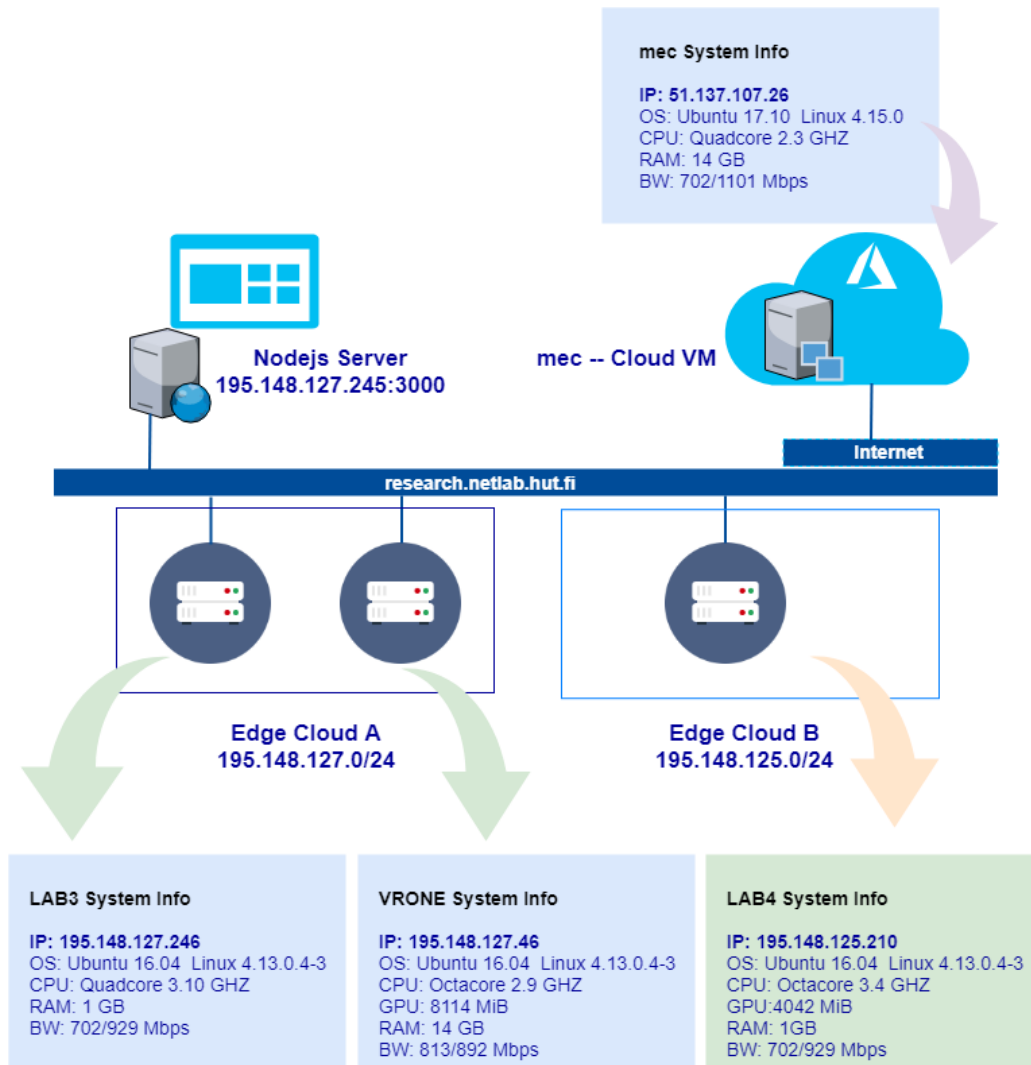 mec System Info
IP: 51.137.107.26
OS: Ubuntu 17.10 Linux 4.15.0
CPU: Quadcore 2.3 GHZ
RAM: 14 GB
BW: 702/1101 Mbps
Nodejs Server
195.148.127.245:3000
mec -- Cloud VM
Internet
research.netlab.hut.fi
Edge Cloud A
195.148.127.0/24
Edge Cloud B
195.148.125.0/24
LAB3 System Info
IP: 195.148.127.246
OS: Ubuntu 16.04 Linux 4.13.0.4-3
CPU: Quadcore 3.10 GHZ
RAM: 1 GB
BW: 702/929 Mbps
VRONE System Info
IP: 195.148.127.46
OS: Ubuntu 16.04 Linux 4.13.0.4-3
CPU: Octacore 2.9 GHZ
GPU: 8114 MiB
RAM: 14 GB
BW: 813/892 Mbps
LAB4 System Info
IP: 195.148.125.210
OS: Ubuntu 16.04 Linux 4.13.0.4-3
CPU: Octacore 3.4 GHZ
GPU:4042 MiB
RAM: 1GB
BW: 702/929 Mbps